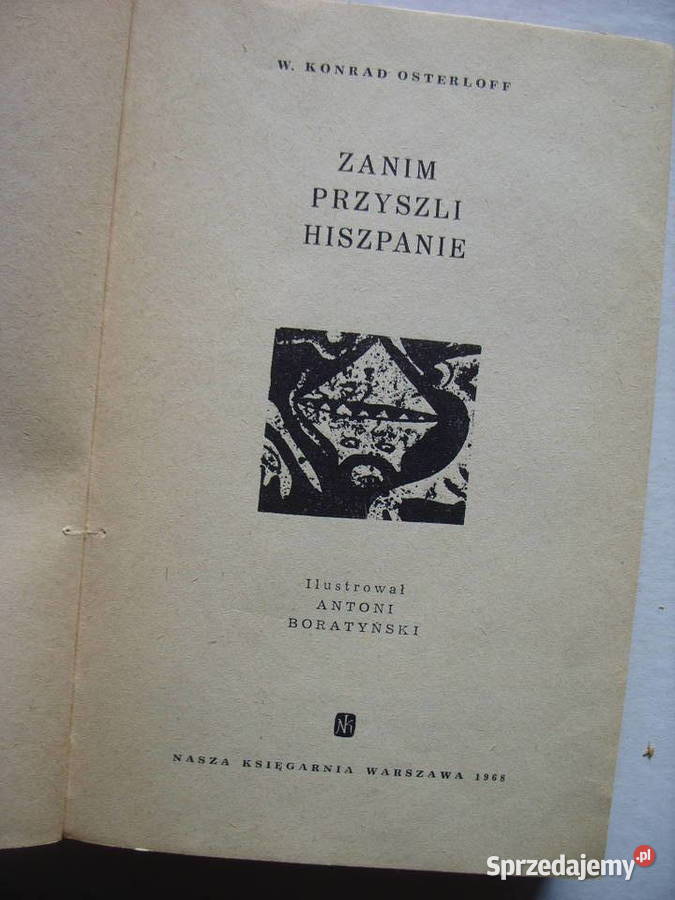 W. KONRAD OSTERLOFF
ZANIM
PRZYSZLI
HISZPANIE
Ilustrował
ANTONI
BORATYŃSKI
NK
NASZA KSIĘGARNIA WARSZAWA 1968
Sprzedajemy.pl